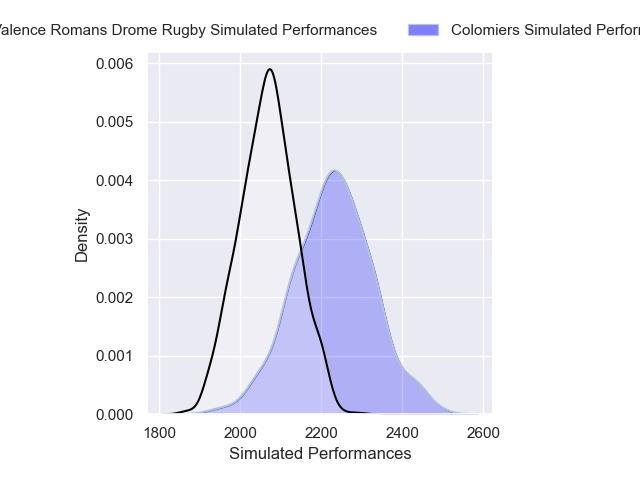 Valence Romans Drome Rugby Simulated Performances
Colomiers Simulated
0.006
0.005
0.004
0.003
0.002
0.001
0.000
Density
1800 2000 2200 2400 2600
Simulated Performances